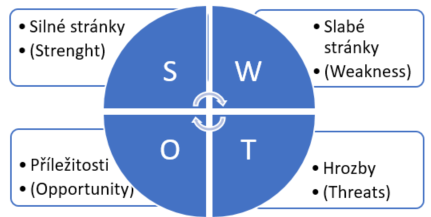 • Silné stránky
• (Strenght)
• Slabé
stránky
• (Weakness)
S
W
O
T
• Příležitosti
• (Opportunity)
• Hrozby
• (Threats)